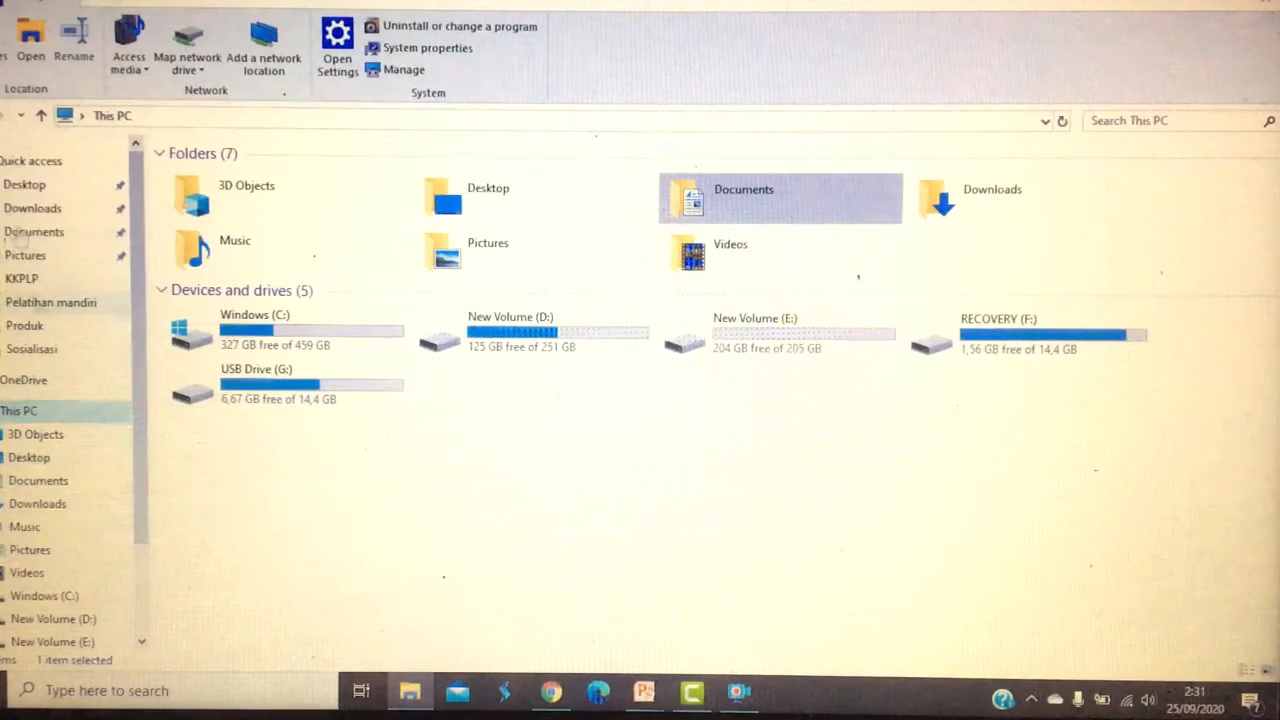 Open
Rename
Access media
Map network drive
Add a network location
Open Settings
Uninstall or change a program
System properties
Manage
Location
Network
System
This PC
Search This PC
Quick access
Desktop
Downloads
Documents
Pictures
KKPLP
Pelatihan mandiri
Produk
Sosialisasi
OneDrive
This PC
3D Objects
Desktop
Documents
Downloads
Music
Pictures
Videos
Windows (C:)
New Volume (D:)
New Volume (E:)
Folders (7)
3D Objects
Desktop
Documents
Downloads
Music
Pictures
Videos
Devices and drives (5)
Windows (C:)
327 GB free of 459 GB
New Volume (D:)
125 GB free of 251 GB
New Volume (E:)
204 GB free of 205 GB
RECOVERY (F:)
1,56 GB free of 14,4 GB
USB Drive (G:)
6,67 GB free of 14,4 GB
1 item selected
Type here to search
2:31
25/09/2020